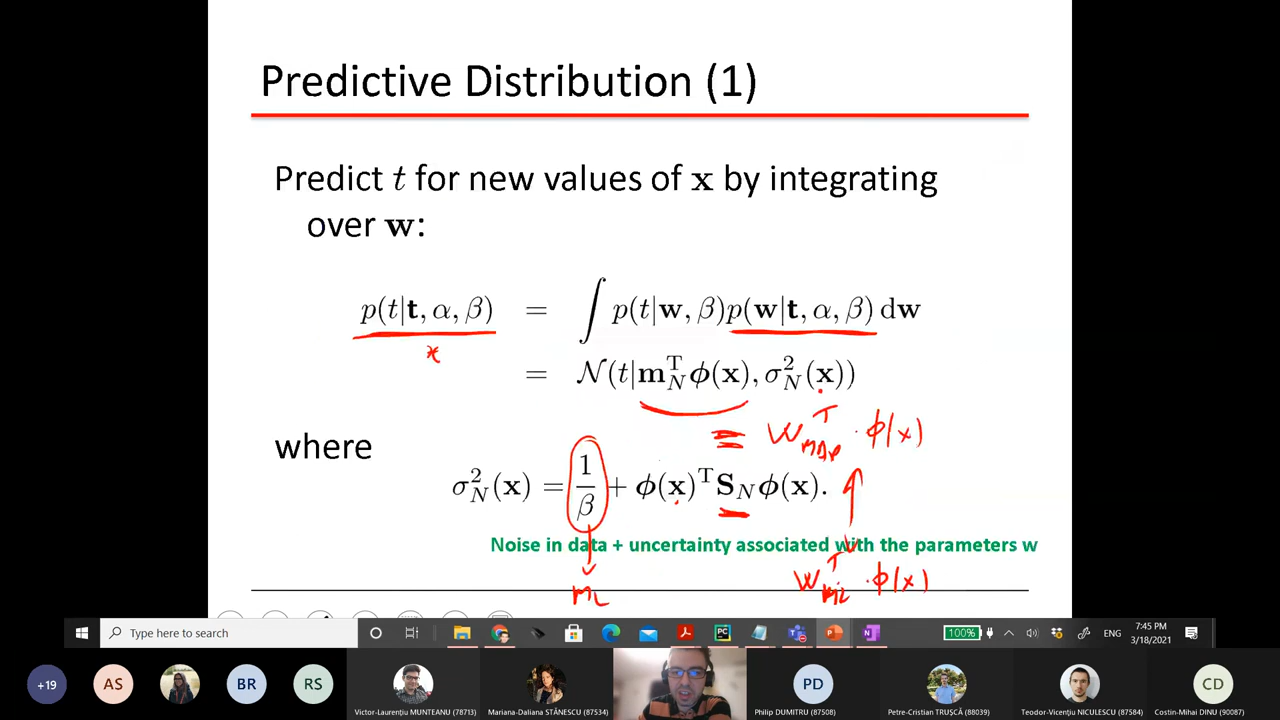 Predictive Distribution (1)
Predict t for new values of x by integrating
over w:
p(t|t, α, β) = ∫ p(t|w, β)p(w|t, α, β) dw
x
= N(t|m_N^T ϕ(x), σ_N^2(x))
≡ w_MAP^T · ϕ(x)
where
σ_N^2(x) = 1/β + ϕ(x)^T S_N ϕ(x).
Noise in data + uncertainty associated with the parameters w
ML
w_ML^T · ϕ(x)
Type here to search
100%
ENG
7:45 PM
3/18/2021
+19
AS
BR
RS
PD
CD
Victor-Laurențiu MUNTEANU (78713)
Mariana-Daliana STĂNESCU (87534)
Philip DUMITRU (87508)
Petre-Cristian TRUȘCĂ (88039)
Teodor-Vicențiu NICULESCU (87584)
Costin-Mihai DINU (90087)